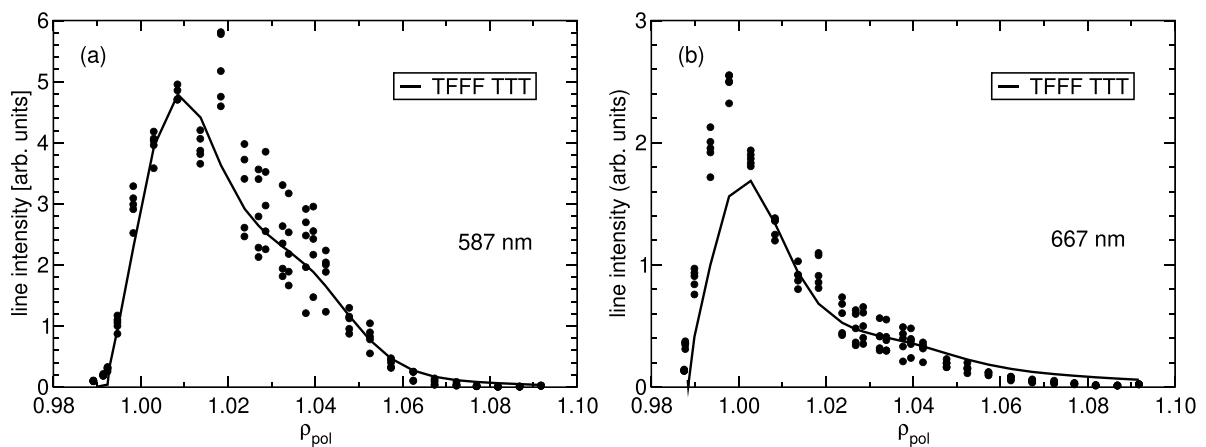 (a)
TFFF TTT
587 nm
line intensity [arb. units]
6
5
4
3
2
1
0
0.98 1.00 1.02 1.04 1.06 1.08 1.10
ρpol
(b)
TFFF TTT
667 nm
line intensity (arb. units)
3
2
1
0
0.98 1.00 1.02 1.04 1.06 1.08 1.10
ρpol